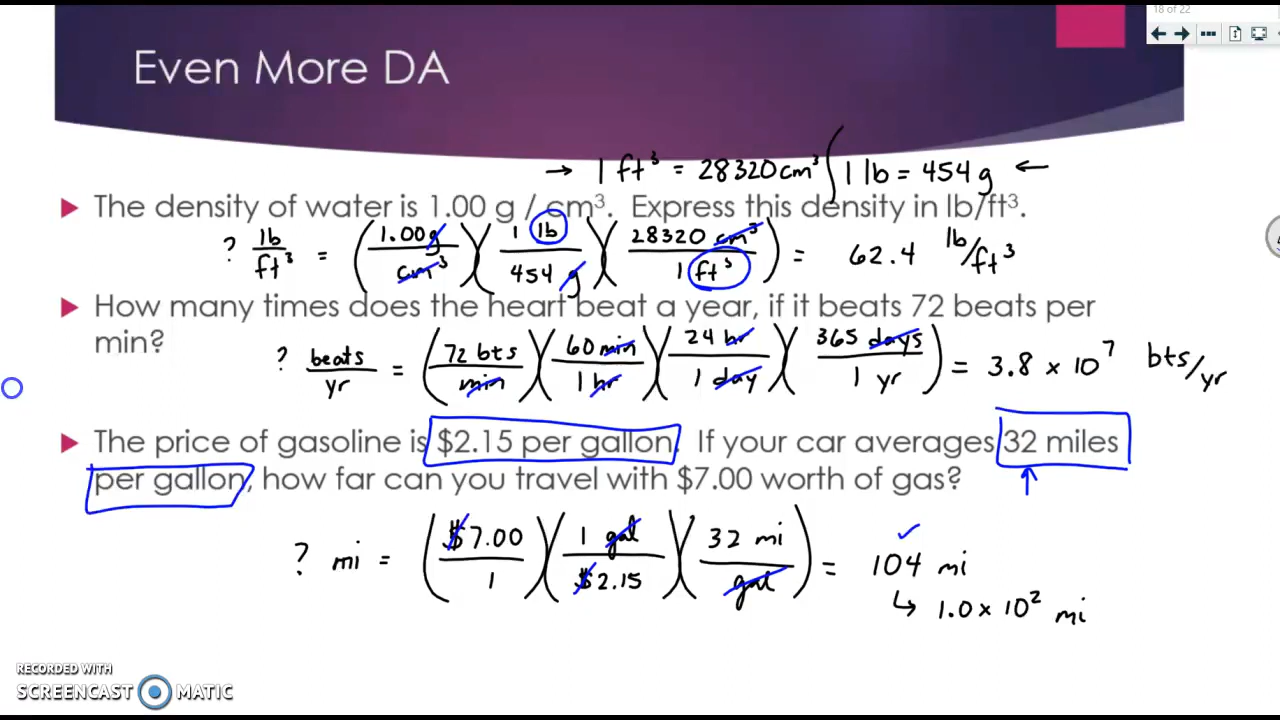 18 of 22
Even More DA
→ 1 ft³ = 28320 cm³ ( 1 lb = 454 g ←
The density of water is 1.00 g / cm³. Express this density in lb/ft³.
? lb/ft³ = (1.00g/cm³)(1 lb/454 g)(28320 cm³/1 ft³) = 62.4 lb/ft³
How many times does the heart beat a year, if it beats 72 beats per
min?
? beats/yr = (72 bts/min)(60 min/1 hr)(24 hr/1 day)(365 days/1 yr) = 3.8 × 10⁷ bts/yr
The price of gasoline is $2.15 per gallon. If your car averages 32 miles
per gallon, how far can you travel with $7.00 worth of gas?
? mi = ($7.00/1)(1 gal/$2.15)(32 mi/gal) = 104 mi
↳ 1.0 × 10² mi
RECORDED WITH
SCREENCAST MATIC